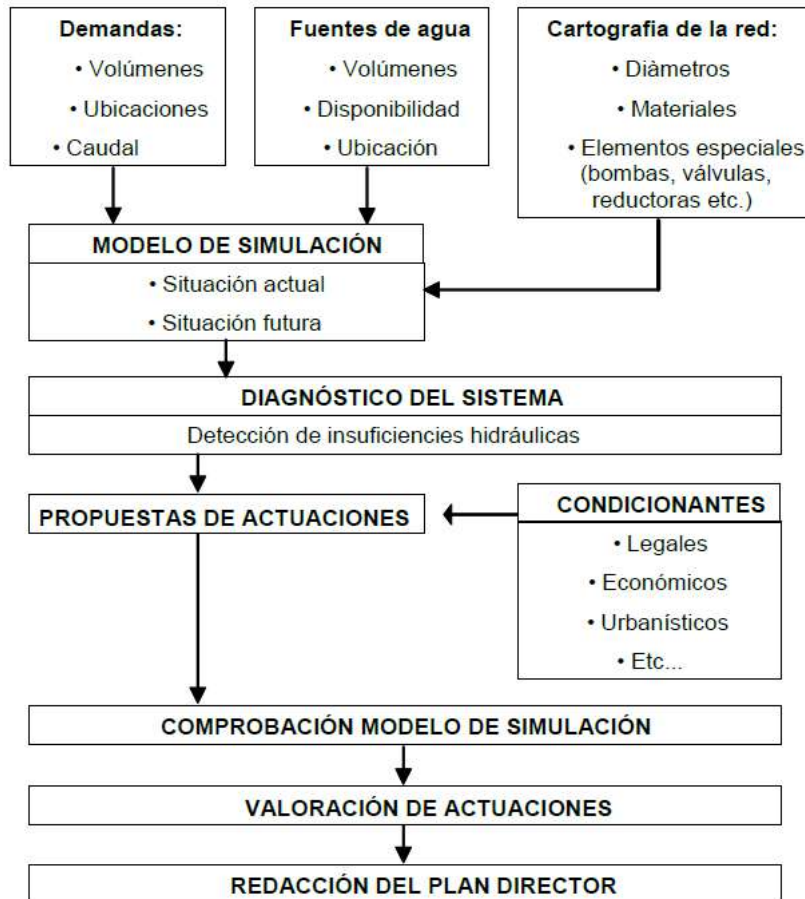 Demandas:
• Volúmenes
• Ubicaciones
• Caudal
Fuentes de agua
• Volúmenes
• Disponibilidad
• Ubicación
Cartografia de la red:
• Diàmetros
• Materiales
• Elementos especiales
(bombas, válvulas,
reductoras etc.)
MODELO DE SIMULACIÓN
• Situación actual
• Situación futura
DIAGNÓSTICO DEL SISTEMA
Detección de insuficiencies hidráulicas
PROPUESTAS DE ACTUACIONES
CONDICIONANTES
• Legales
• Económicos
• Urbanísticos
• Etc...
COMPROBACIÓN MODELO DE SIMULACIÓN
VALORACIÓN DE ACTUACIONES
REDACCIÓN DEL PLAN DIRECTOR